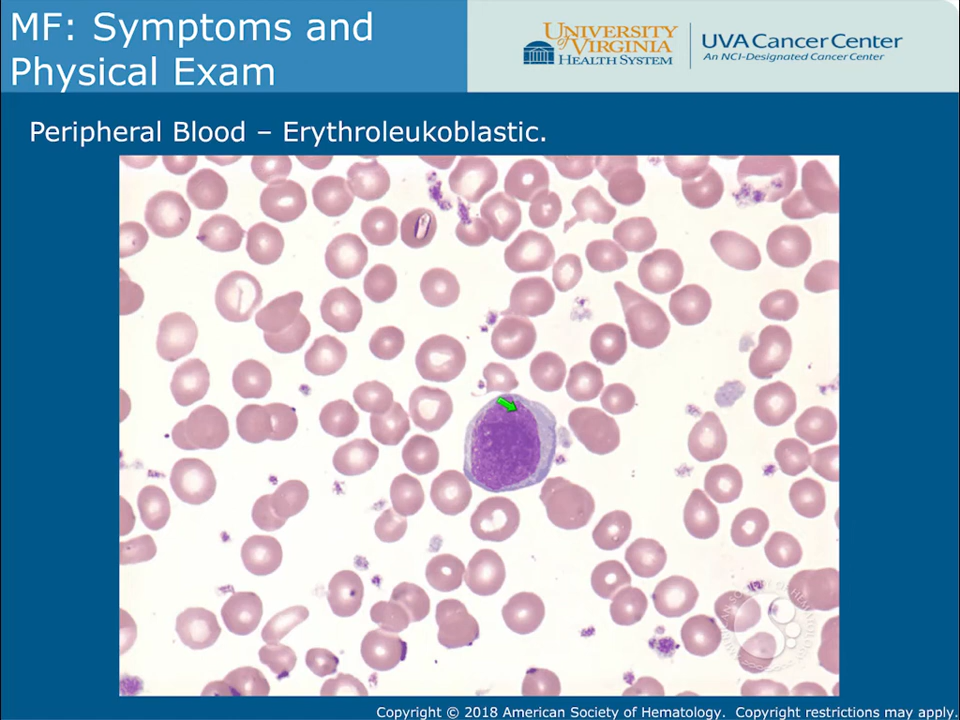 MF: Symptoms and
Physical Exam
UNIVERSITY
of VIRGINIA
HEALTH SYSTEM
UVA Cancer Center
An NCI-Designated Cancer Center
Peripheral Blood – Erythroleukoblastic.
Copyright © 2018 American Society of Hematology.  Copyright restrictions may apply.